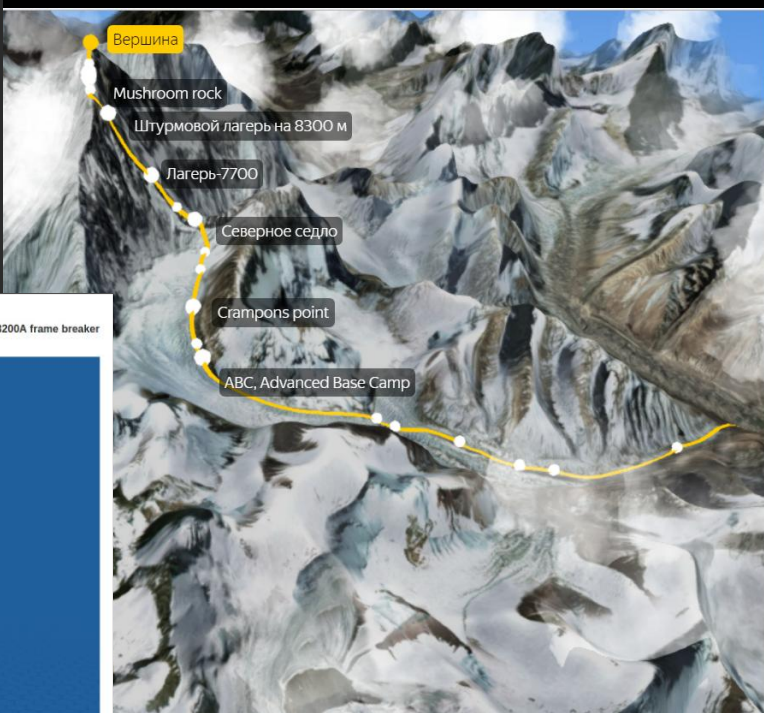 Вершина
Mushroom rock
Штурмовой лагерь на 8300 м
Лагерь-7700
Северное седло
Crampons point
3200A frame breaker
ABC, Advanced Base Camp